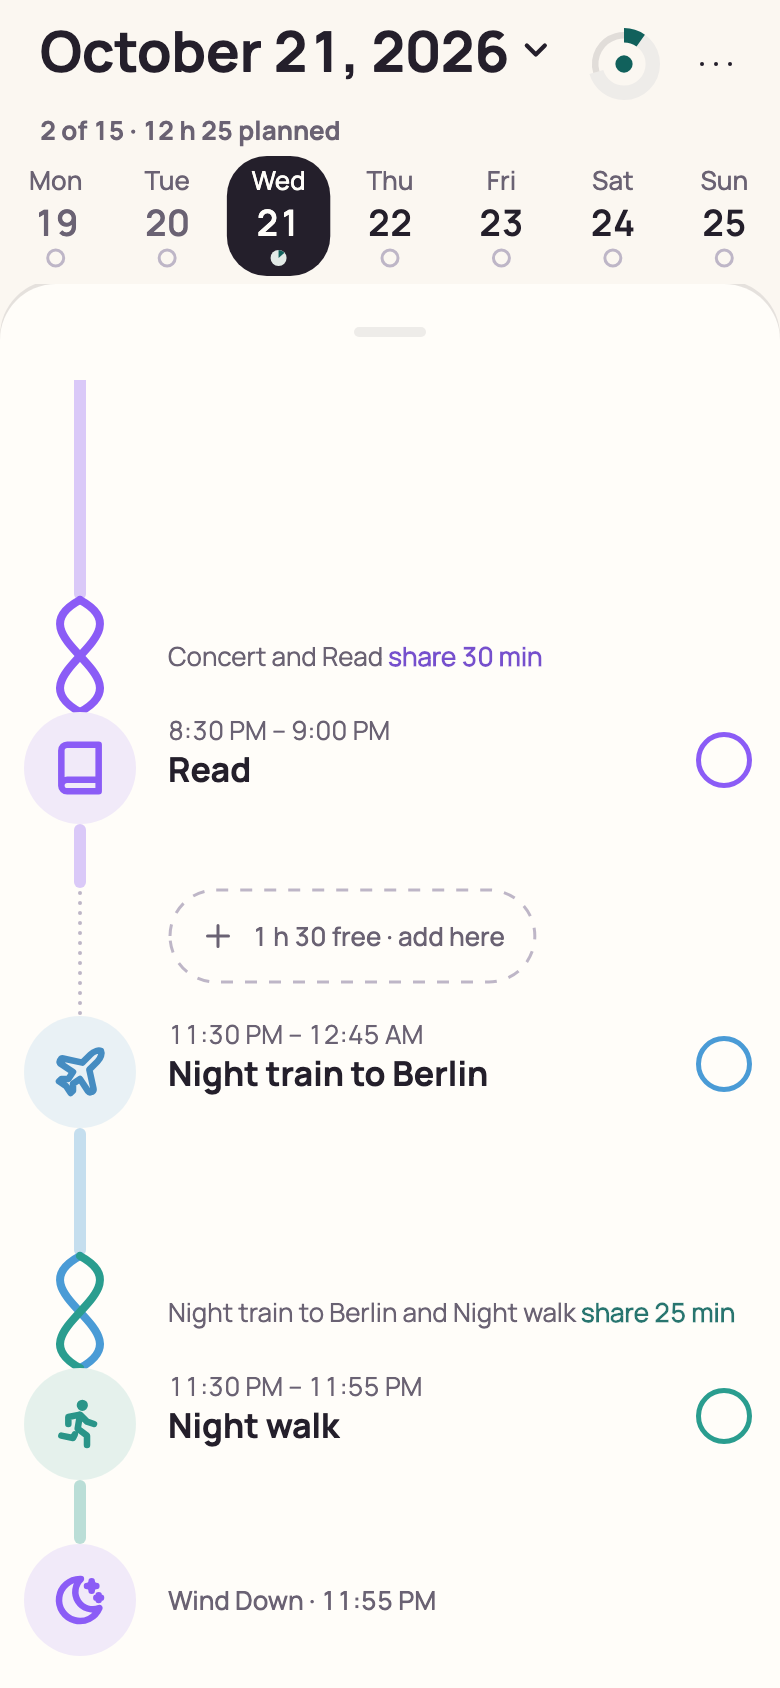 October 21, 2026
...
2 of 15 · 12 h 25 planned
Mon Tue Wed Thu Fri Sat Sun
19 20 21 22 23 24 25
Concert and Read share 30 min
8:30 PM – 9:00 PM
Read
+ 1 h 30 free · add here
11:30 PM – 12:45 AM
Night train to Berlin
Night train to Berlin and Night walk share 25 min
11:30 PM – 11:55 PM
Night walk
Wind Down · 11:55 PM